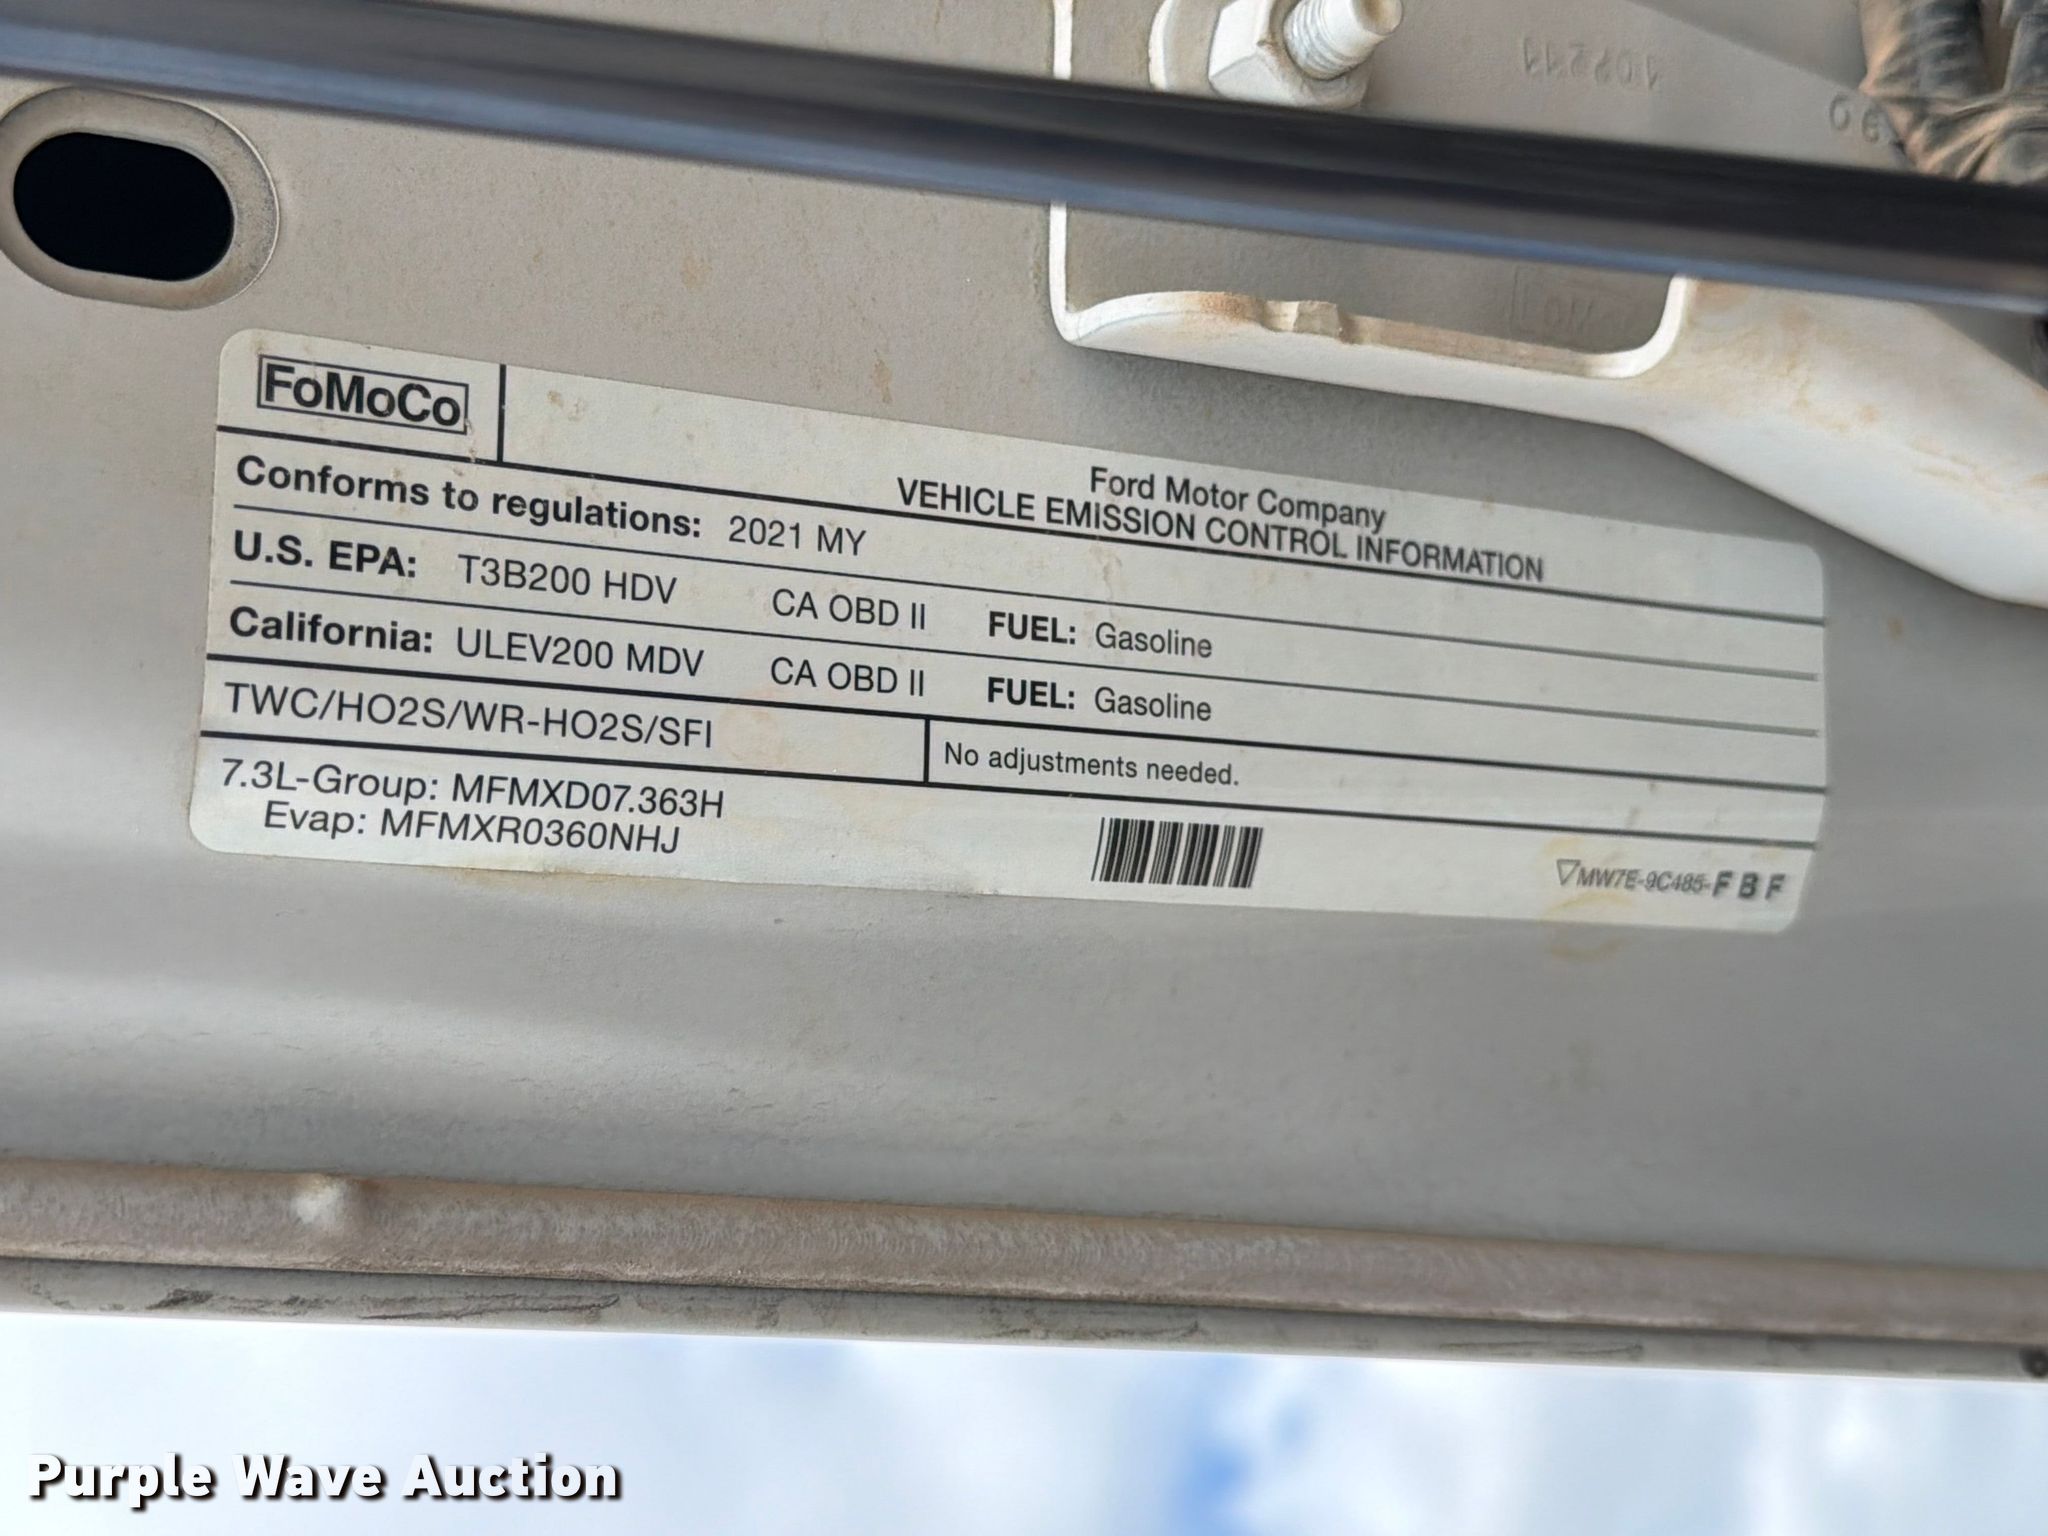 FoMoCo
Ford Motor Company
VEHICLE EMISSION CONTROL INFORMATION
Conforms to regulations: 2021 MY
U.S. EPA: T3B200 HDV CA OBD II FUEL: Gasoline
California: ULEV200 MDV CA OBD II FUEL: Gasoline
TWC/HO2S/WR-HO2S/SFI
No adjustments needed.
7.3L-Group: MFMXD07.363H
Evap: MFMXR0360NHJ
MW7E-9C485-FBF
Purple Wave Auction